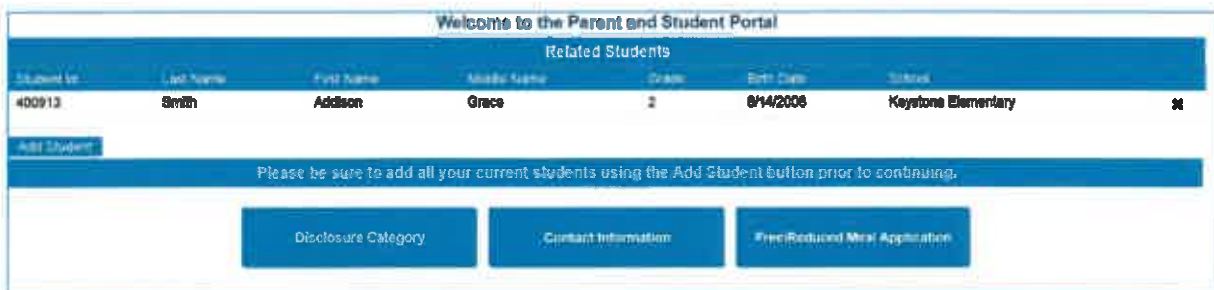 Welcome to the Parent and Student Portal
Related Students
Student Id Last Name First Name Middle Name Grade Birth Date School
400913 Smith Addison Grace 2 8/14/2006 Keystone Elementary ✖
Add Student
Please be sure to add all your current students using the Add Student button prior to continuing.
Disclosure Category Contact Information Free/Reduced Meal Application